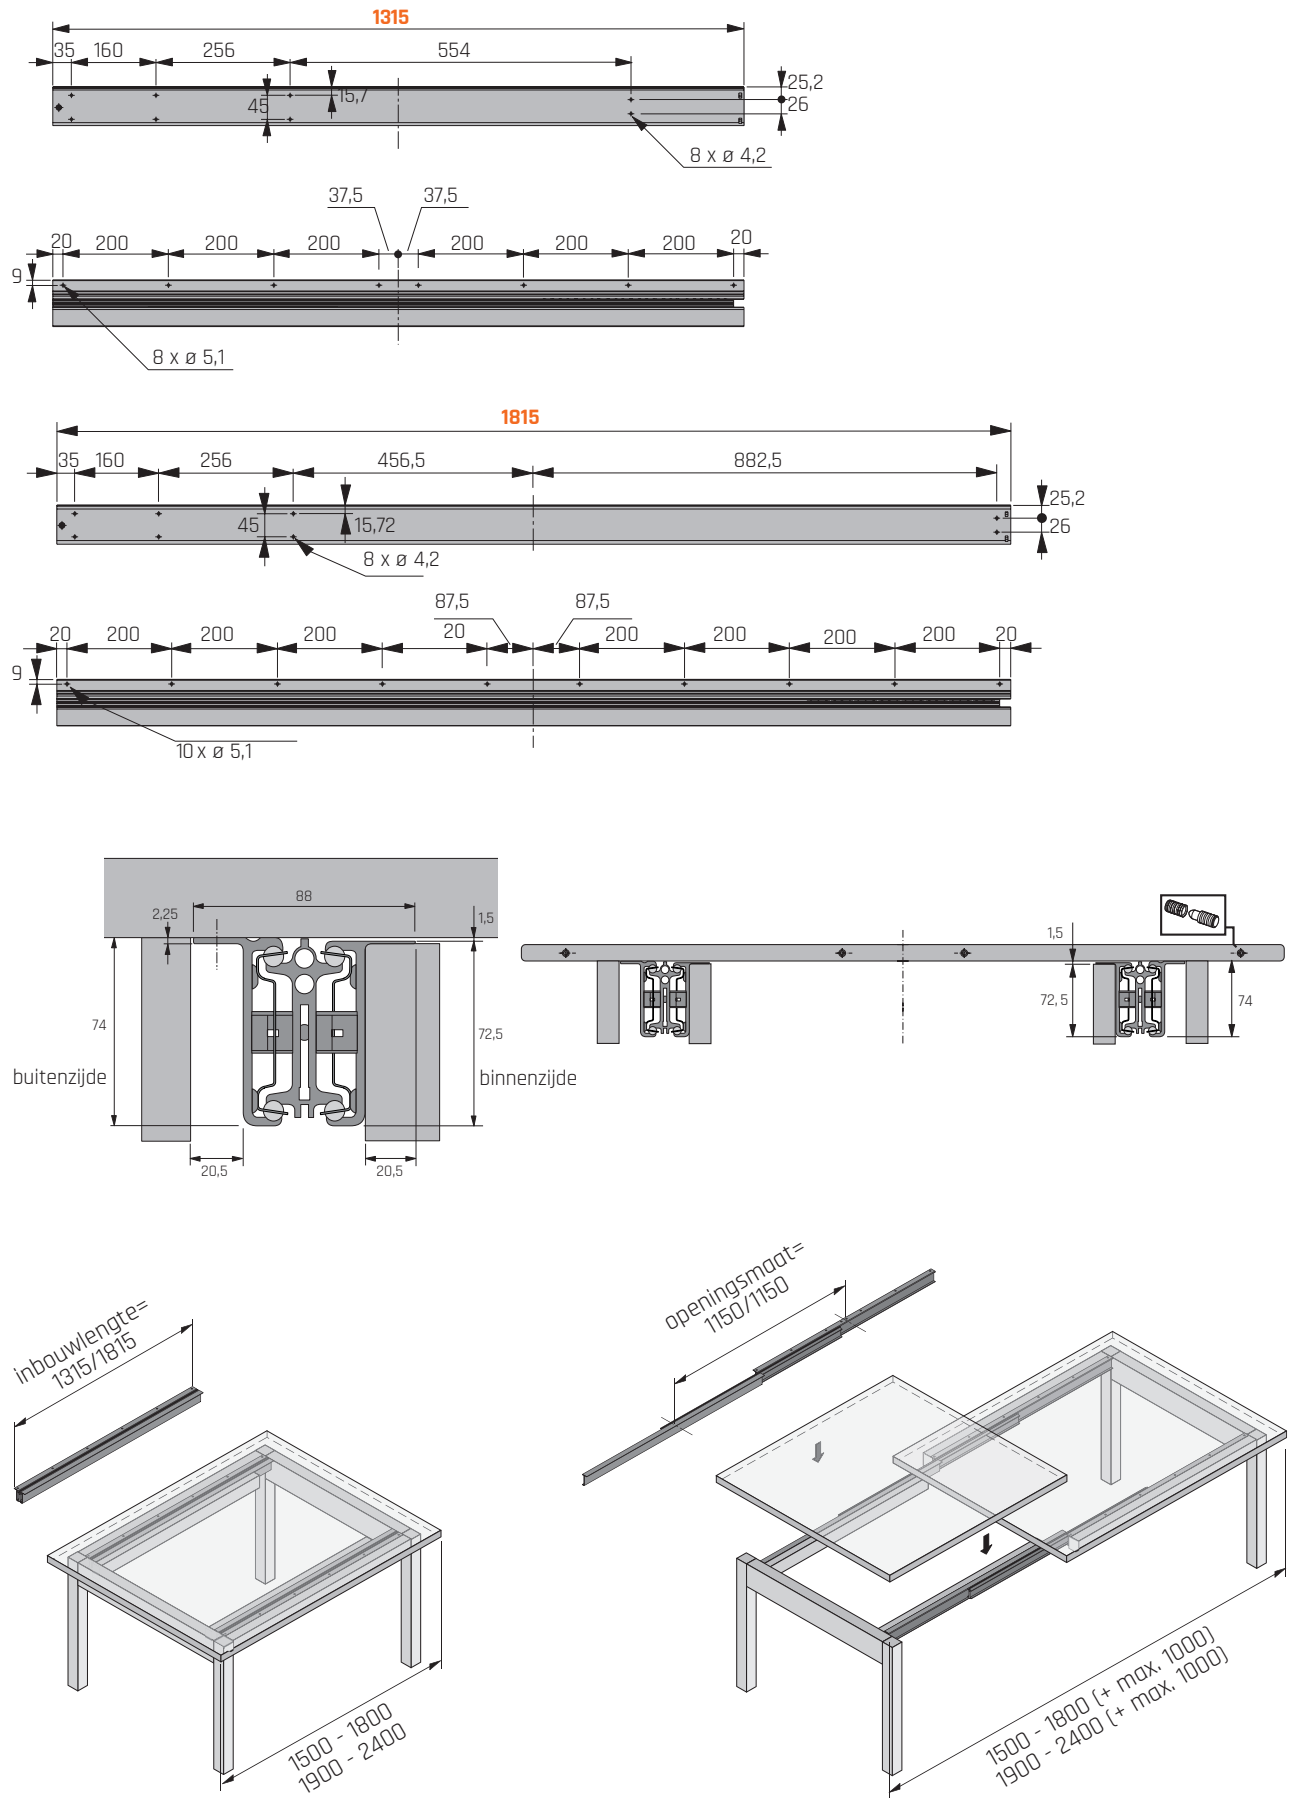 1315
35 160 256 554
25,2
45 15,7
26
8 x ø 4,2
37,5 37,5
20 200 200 200 200 200 200 20
9
8 x ø 5,1
1815
35 160 256 456,5 882,5
25,2
45 15,72 26
8 x ø 4,2
87,5 87,5
20 200 200 200 20 200 200 200 200 20
9
10 x ø 5,1
88
2,25 1,5
74 72,5
buitenzijde binnenzijde
20,5 20,5
1,5
72,5 74
inbouwlengte=
1315/1815
openingsmaat=
1150/1150
1500 - 1800
1900 - 2400
1500 - 1800 (+ max. 1000)
1900 - 2400 (+ max. 1000)